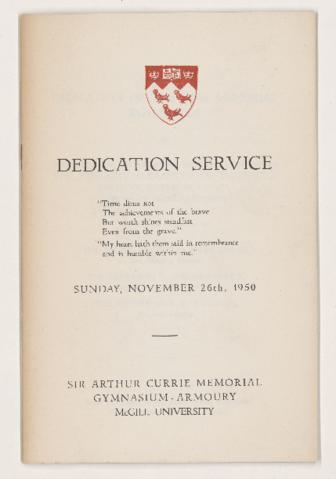 DEDICATION SERVICE
"Time dims not
The achievements of the brave
But worth shines steadfast
Even from the grave."
"My heart hath them still in remembrance
and is humble within me."
SUNDAY, NOVEMBER 26th, 1950
SIR ARTHUR CURRIE MEMORIAL
GYMNASIUM - ARMOURY
McGILL UNIVERSITY